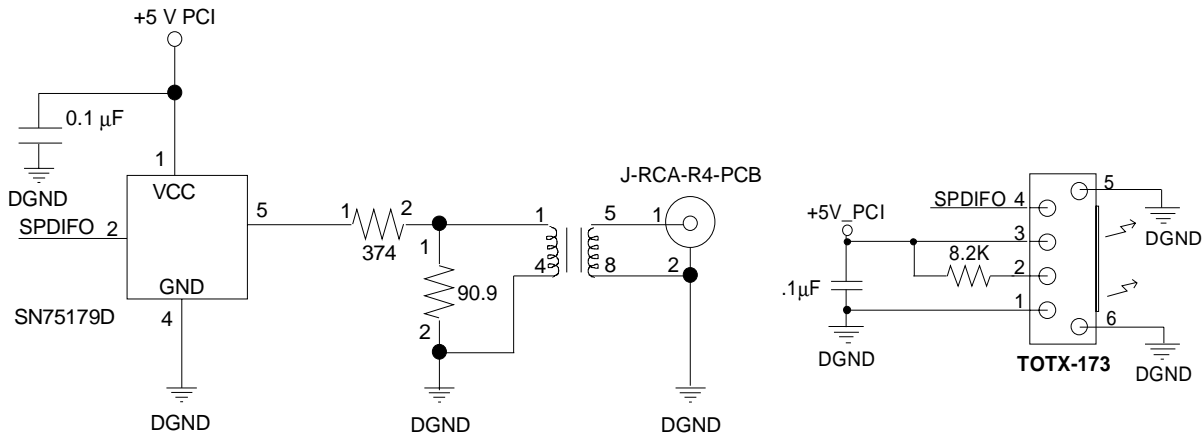 +5 V PCI
0.1 μF
DGND
1
VCC
SPDIFO 2
5
GND
SN75179D
4
DGND
1 2
374
1
90.9
2
DGND
1
4
5
8
J-RCA-R4-PCB
1
2
DGND
+5V_PCI
.1μF
DGND
SPDIFO 4
3
8.2K
2
1
5
DGND
6
DGND
TOTX-173